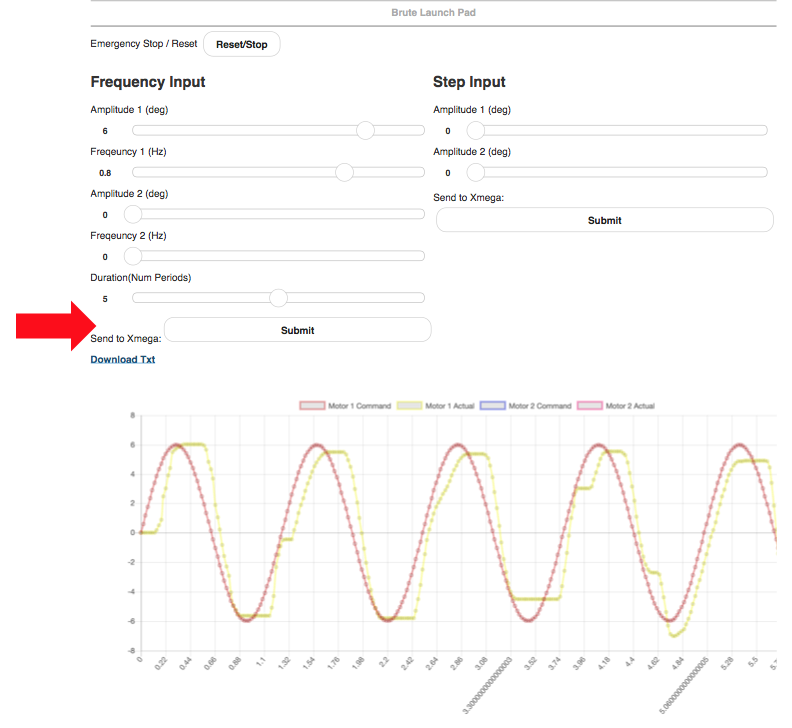 Brute Launch Pad
Emergency Stop / Reset Reset/Stop
Frequency Input
Amplitude 1 (deg)
6
Freqeuncy 1 (Hz)
0.8
Amplitude 2 (deg)
0
Freqeuncy 2 (Hz)
0
Duration(Num Periods)
5
Send to Xmega: Submit
Download Txt
Step Input
Amplitude 1 (deg)
0
Amplitude 2 (deg)
0
Send to Xmega:
Submit
Motor 1 Command Motor 1 Actual Motor 2 Command Motor 2 Actual
8
6
4
2
0
-2
-4
-6
-8
0 0.22 0.44 0.66 0.88 1.1 1.32 1.54 1.76 1.98 2.2 2.42 2.64 2.86 3.08 3.3000000000000003 3.52 3.74 3.96 4.18 4.4 4.62 4.84 5.28 5.5